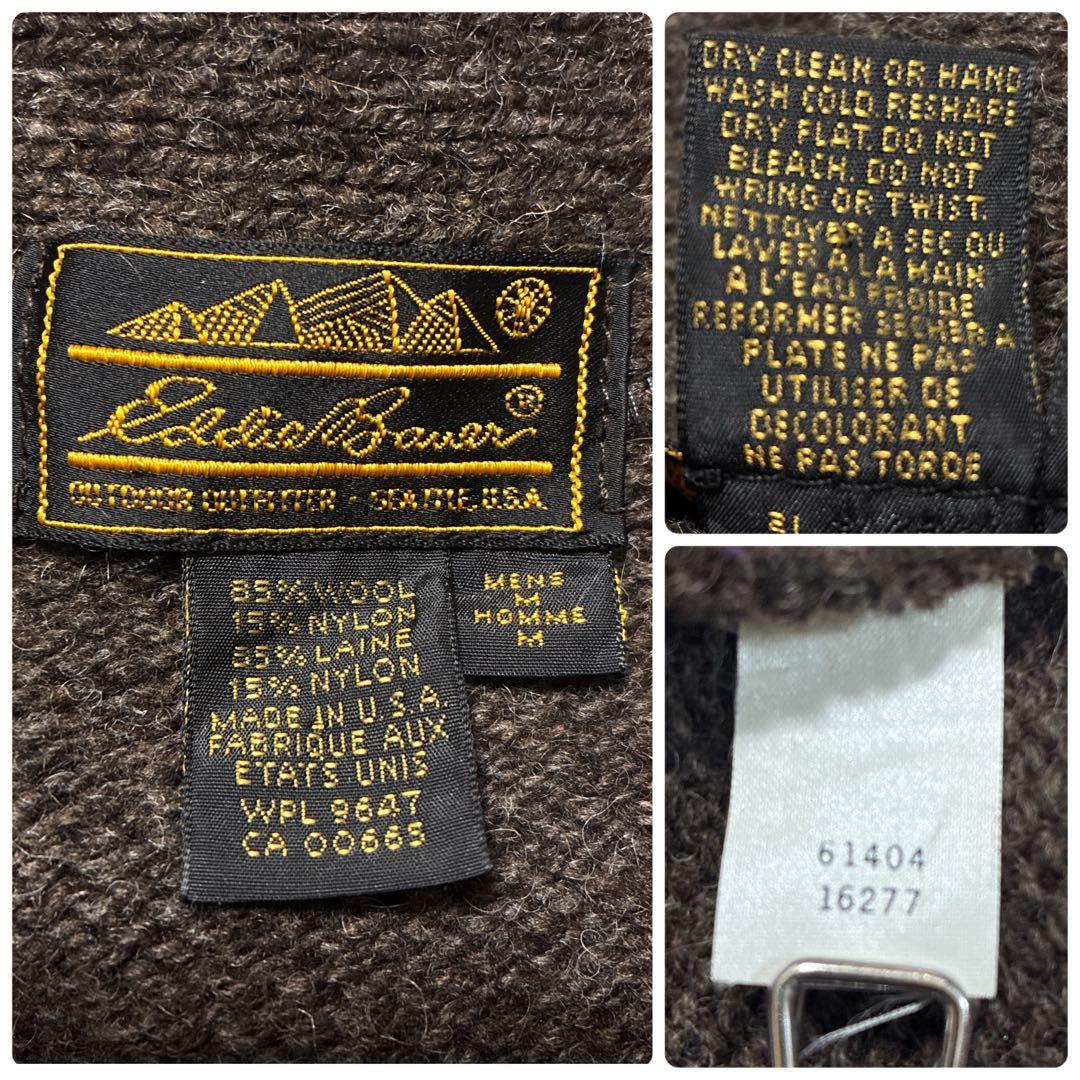 Eddie Bauer ®
OUTDOOR OUTFITTER · SEATTLE, U.S.A.
85% WOOL
15% NYLON
85% LAINE
15% NYLON
MADE IN U.S.A.
FABRIQUE AUX
ETATS UNIS
WPL 9647
CA 00665
MENS
M
HOMME
M
DRY CLEAN OR HAND
WASH COLD RESHAPE
DRY FLAT. DO NOT
BLEACH. DO NOT
WRING OR TWIST.
NETTOYER A SEC OU
LAVER A LA MAIN
A L'EAU FROIDE
REFORMER SECHER A
PLATE NE PAS
UTILISER DE
DECOLORANT
NE PAS TORDE
61404
16277